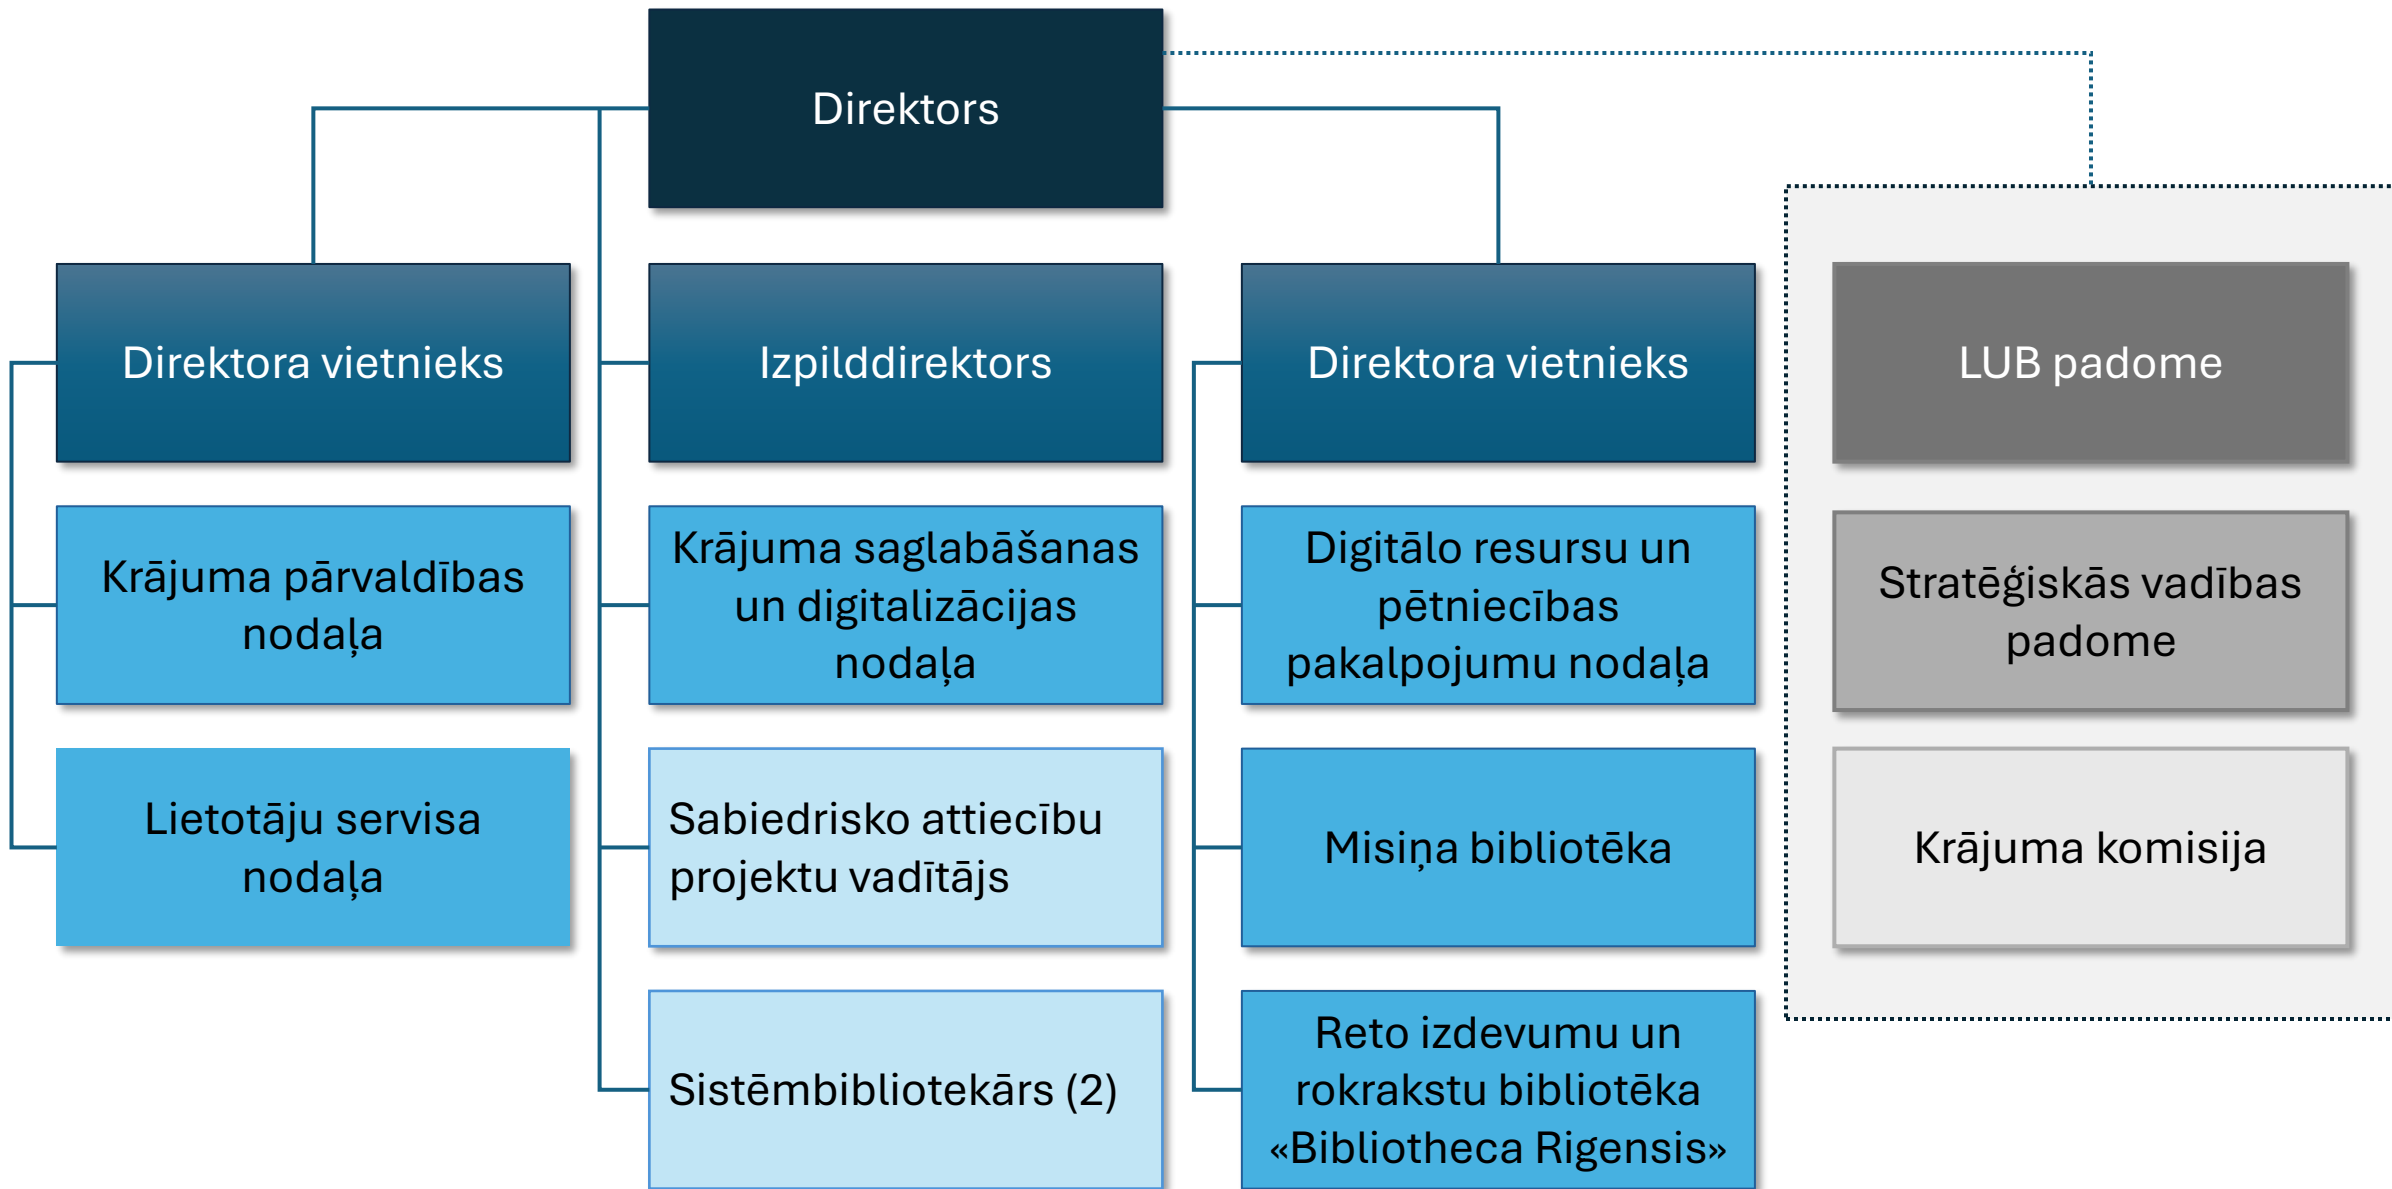 Direktors
Direktora vietnieks
Izpilddirektors
Direktora vietnieks
LUB padome
Krājuma pārvaldības
nodaļa
Krājuma saglabāšanas
un digitalizācijas
nodaļa
Digitālo resursu un
pētniecības
pakalpojumu nodaļa
Stratēģiskās vadības
padome
Lietotāju servisa
nodaļa
Sabiedrisko attiecību
projektu vadītājs
Misiņa bibliotēka
Krājuma komisija
Sistēmbibliotekārs (2)
Reto izdevumu un
rokrakstu bibliotēka
«Bibliotheca Rigensis»